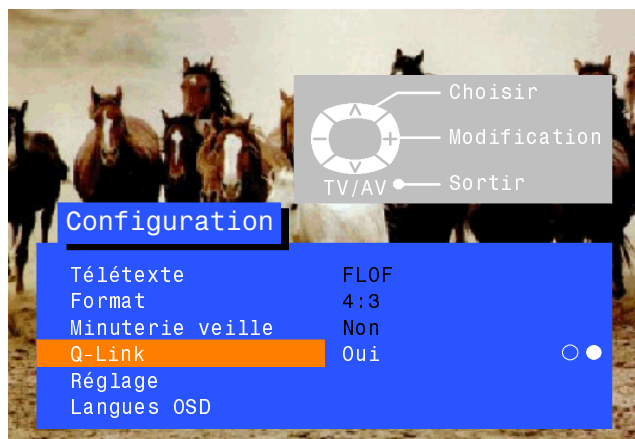 Choisir
Modification
TV/AV Sortir
Configuration
Télétexte FLOF
Format 4:3
Minuterie veille Non
Q-Link Oui
Réglage
Langues OSD